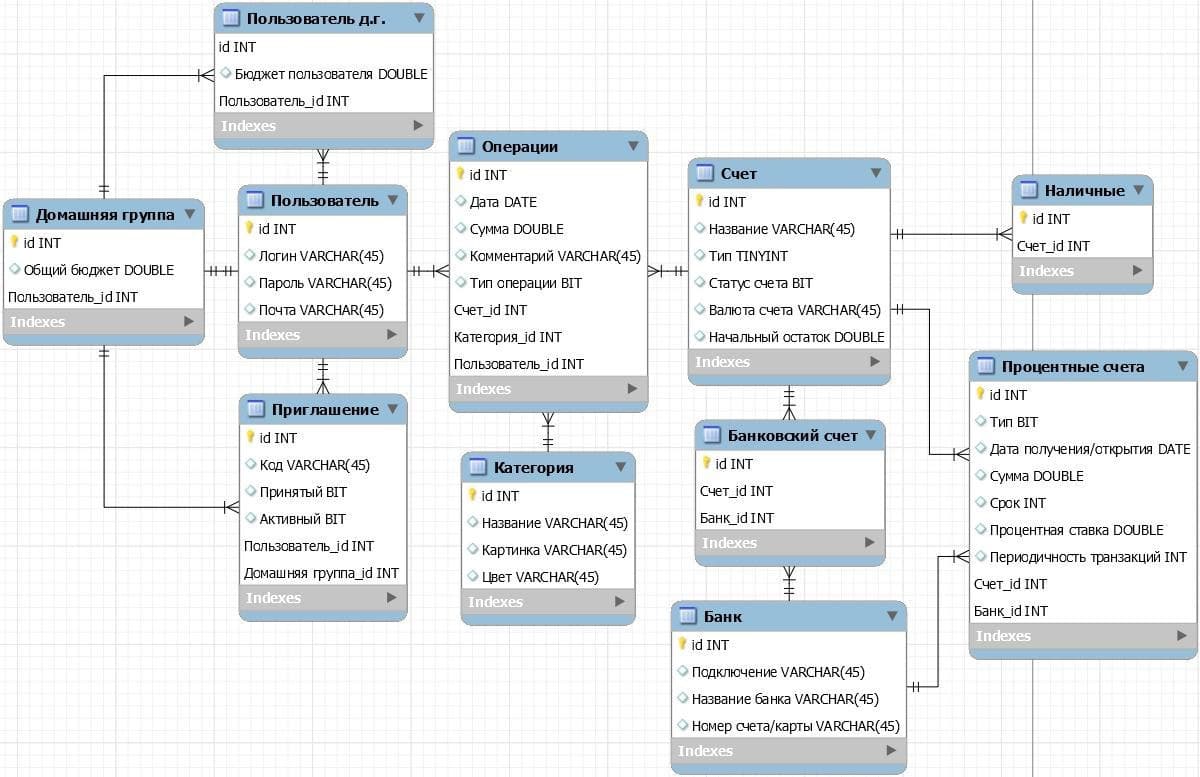 Пользователь д.г.
id INT
Бюджет пользователя DOUBLE
Пользователь_id INT
Indexes
Домашняя группа
id INT
Общий бюджет DOUBLE
Пользователь_id INT
Indexes
Пользователь
id INT
Логин VARCHAR(45)
Пароль VARCHAR(45)
Почта VARCHAR(45)
Indexes
Приглашение
id INT
Код VARCHAR(45)
Принятый BIT
Активный BIT
Пользователь_id INT
Домашняя группа_id INT
Indexes
Операции
id INT
Дата DATE
Сумма DOUBLE
Комментарий VARCHAR(45)
Тип операции BIT
Счет_id INT
Категория_id INT
Пользователь_id INT
Indexes
Категория
id INT
Название VARCHAR(45)
Картинка VARCHAR(45)
Цвет VARCHAR(45)
Indexes
Счет
id INT
Название VARCHAR(45)
Тип TINYINT
Статус счета BIT
Валюта счета VARCHAR(45)
Начальный остаток DOUBLE
Indexes
Банковский счет
id INT
Счет_id INT
Банк_id INT
Indexes
Банк
id INT
Подключение VARCHAR(45)
Название банка VARCHAR(45)
Номер счета/карты VARCHAR(45)
Indexes
Наличные
id INT
Счет_id INT
Indexes
Процентные счета
id INT
Тип BIT
Дата получения/открытия DATE
Сумма DOUBLE
Срок INT
Процентная ставка DOUBLE
Периодичность транзакций INT
Счет_id INT
Банк_id INT
Indexes